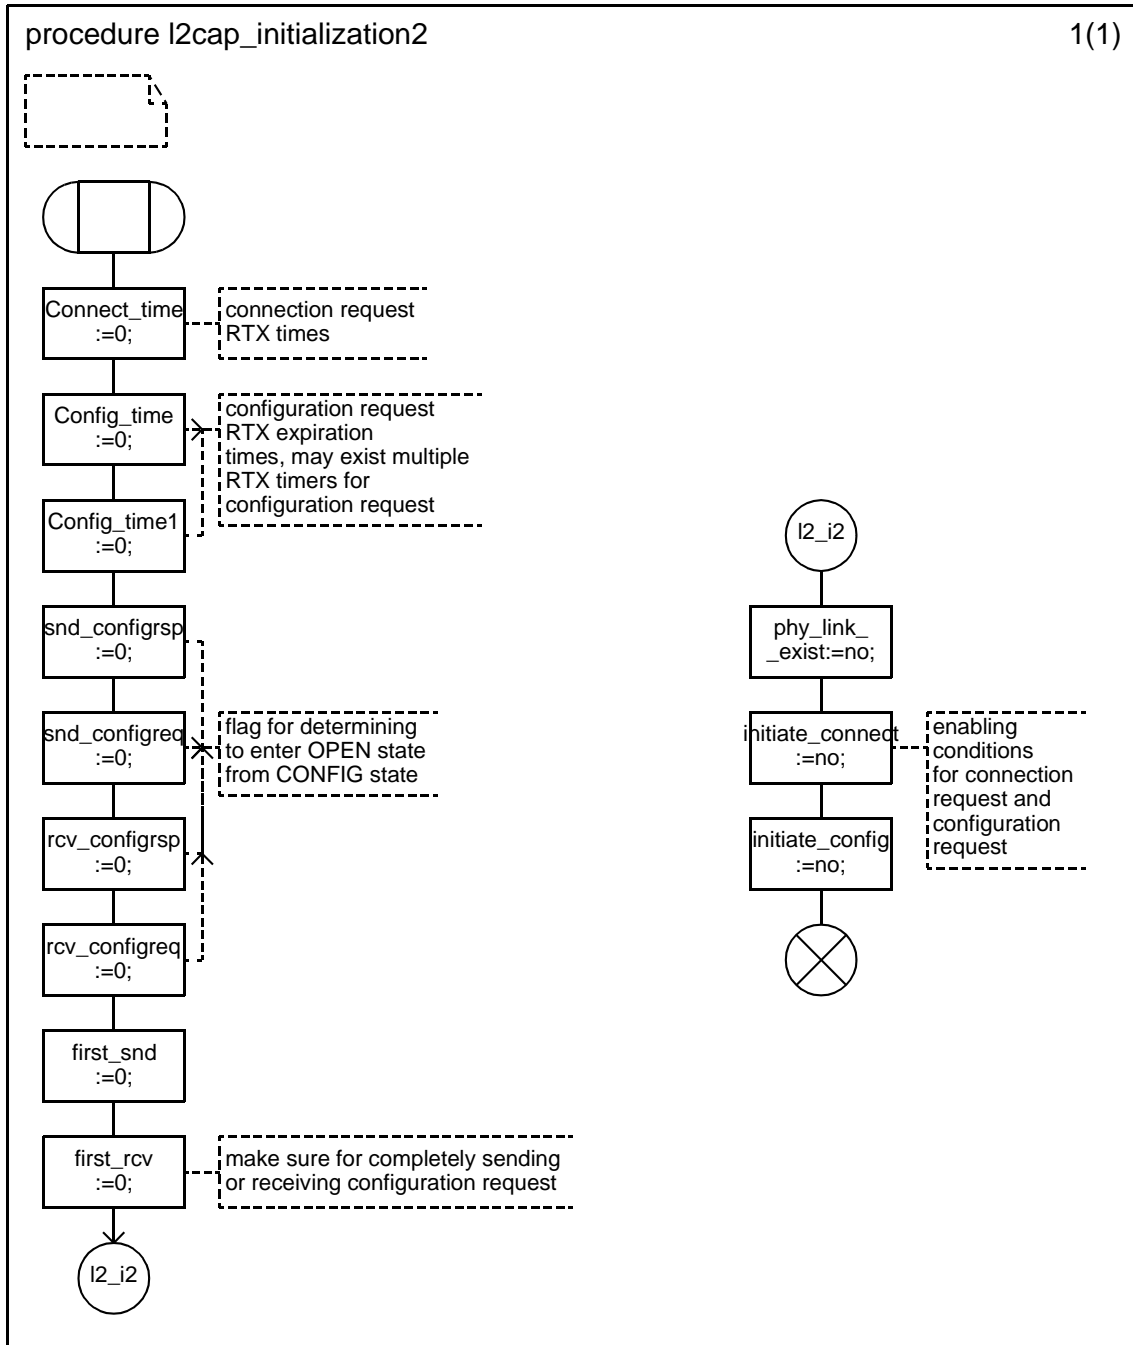 procedure l2cap_initialization2
1(1)
Connect_time
:=0;
connection request
RTX times
Config_time
:=0;
configuration request
RTX expiration
times, may exist multiple
RTX timers for
configuration request
Config_time1
:=0;
snd_configrsp
:=0;
snd_configreq
:=0;
flag for determining
to enter OPEN state
from CONFIG state
rcv_configrsp
:=0;
rcv_configreq
:=0;
first_snd
:=0;
first_rcv
:=0;
make sure for completely sending
or receiving configuration request
l2_i2
l2_i2
phy_link_
_exist:=no;
initiate_connect
:=no;
enabling
conditions
for connection
request and
configuration
request
initiate_config
:=no;